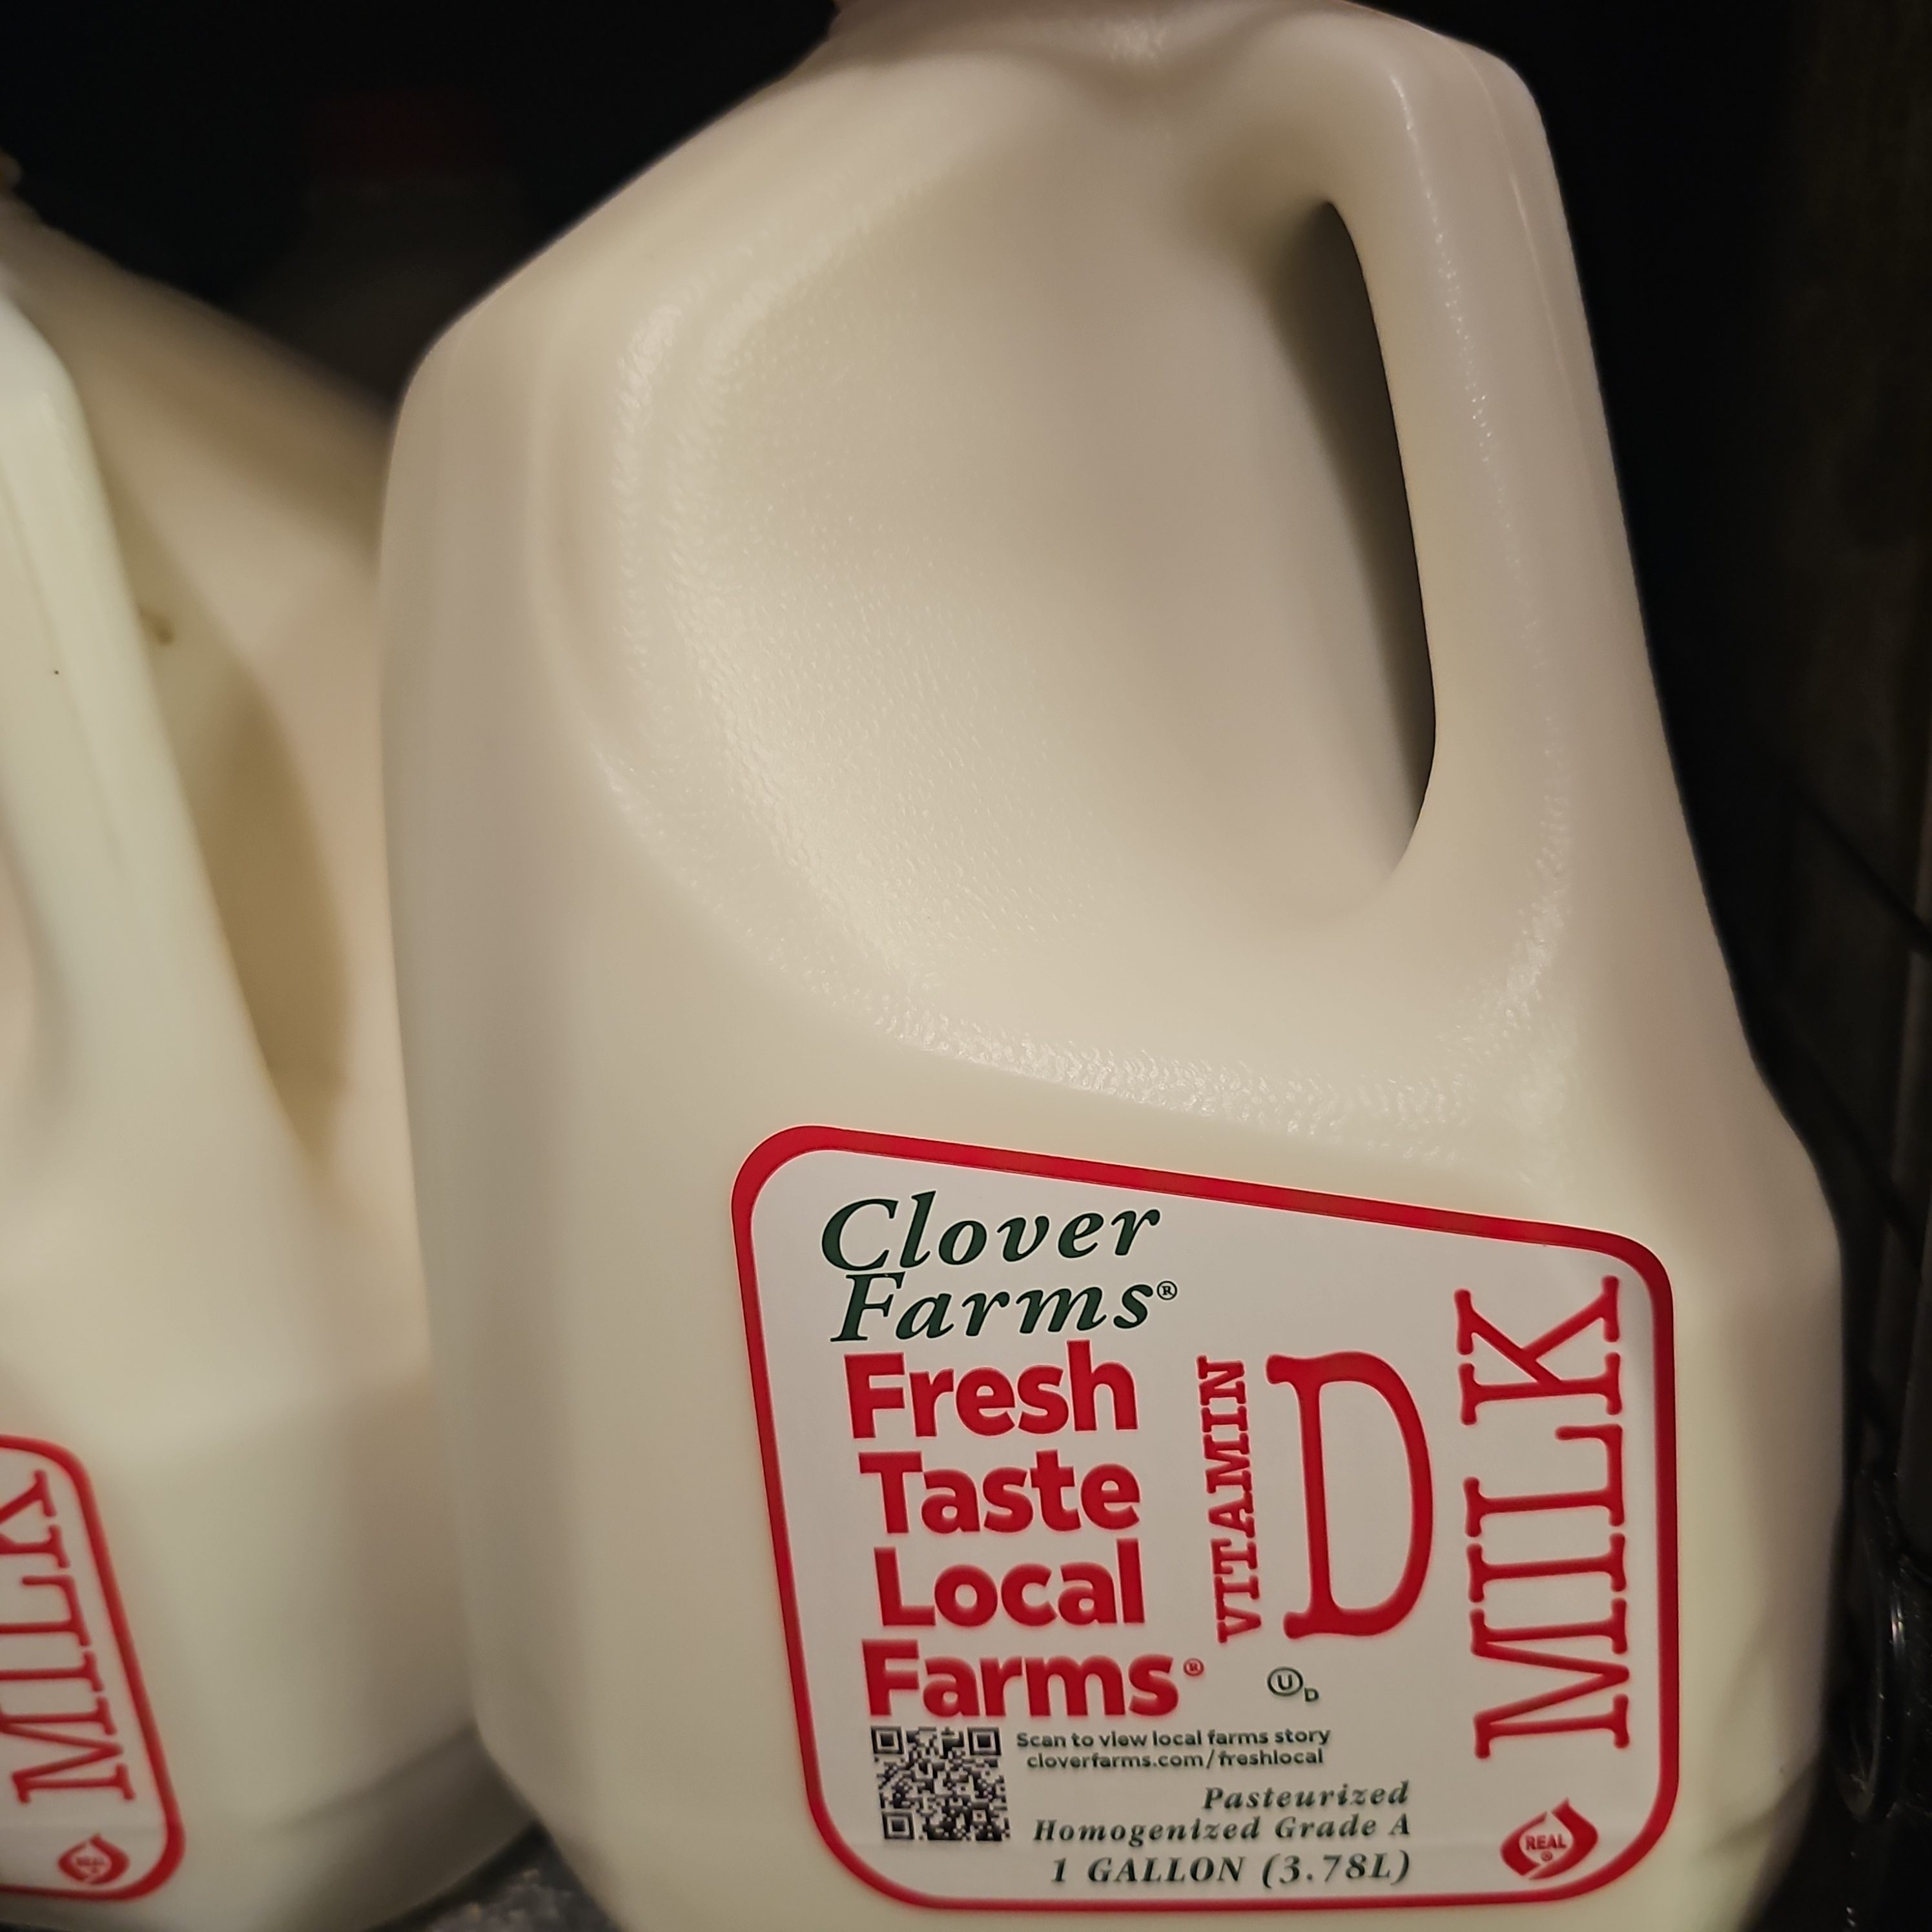 Clover
Farms®
Fresh
Taste
Local
Farms®
VITAMIN
D
MILK
U D
Scan to view local farms story
cloverfarms.com/freshlocal
Pasteurized
Homogenized Grade A
1 GALLON (3.78L)
REAL®
MILK
REAL®